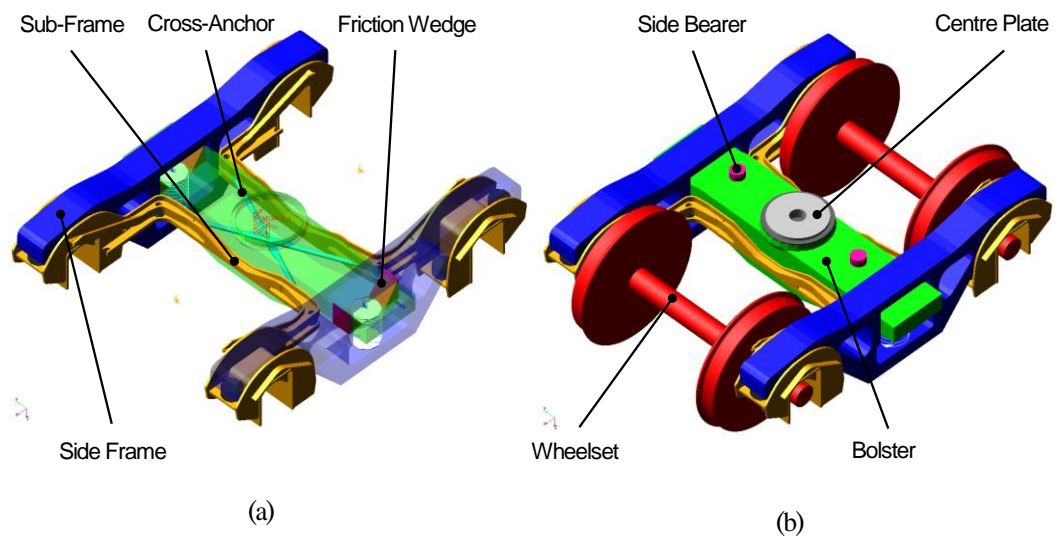 Sub-Frame Cross-Anchor Friction Wedge Side Bearer Centre Plate
Side Frame Wheelset Bolster
(a) (b)